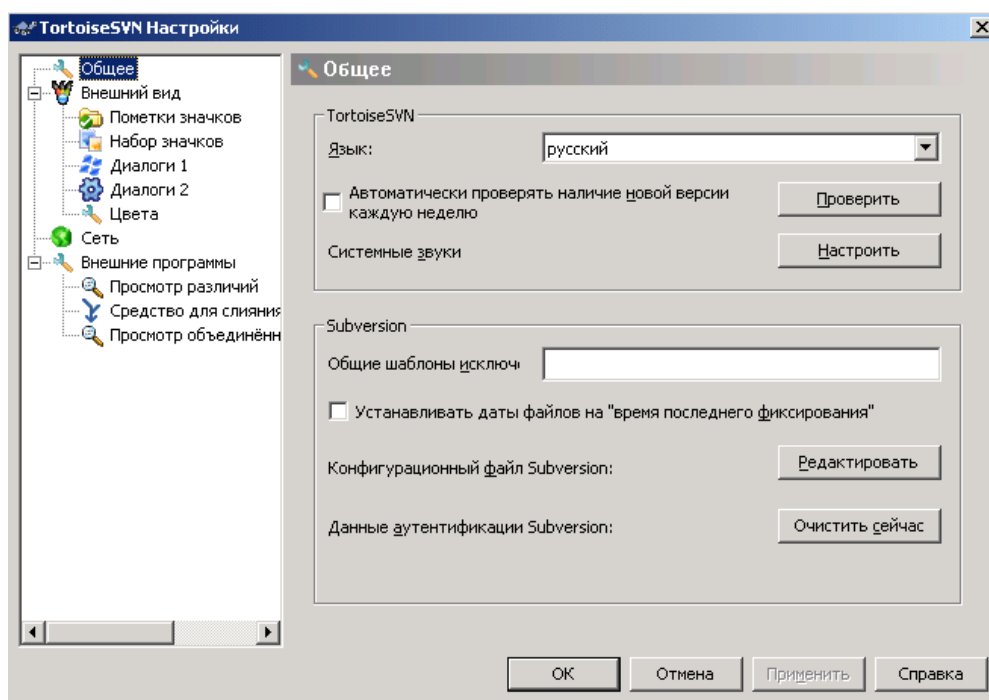 TortoiseSVN Настройки
Общее
Внешний вид
Пометки значков
Набор значков
Диалоги 1
Диалоги 2
Цвета
Сеть
Внешние программы
Просмотр различий
Средство для слияния
Просмотр объединённ
Общее
TortoiseSVN
Язык:
русский
Автоматически проверять наличие новой версии
каждую неделю
Проверить
Системные звуки
Настроить
Subversion
Общие шаблоны исключ
Устанавливать даты файлов на "время последнего фиксирования"
Конфигурационный файл Subversion:
Редактировать
Данные аутентификации Subversion:
Очистить сейчас
OK
Отмена
Применить
Справка